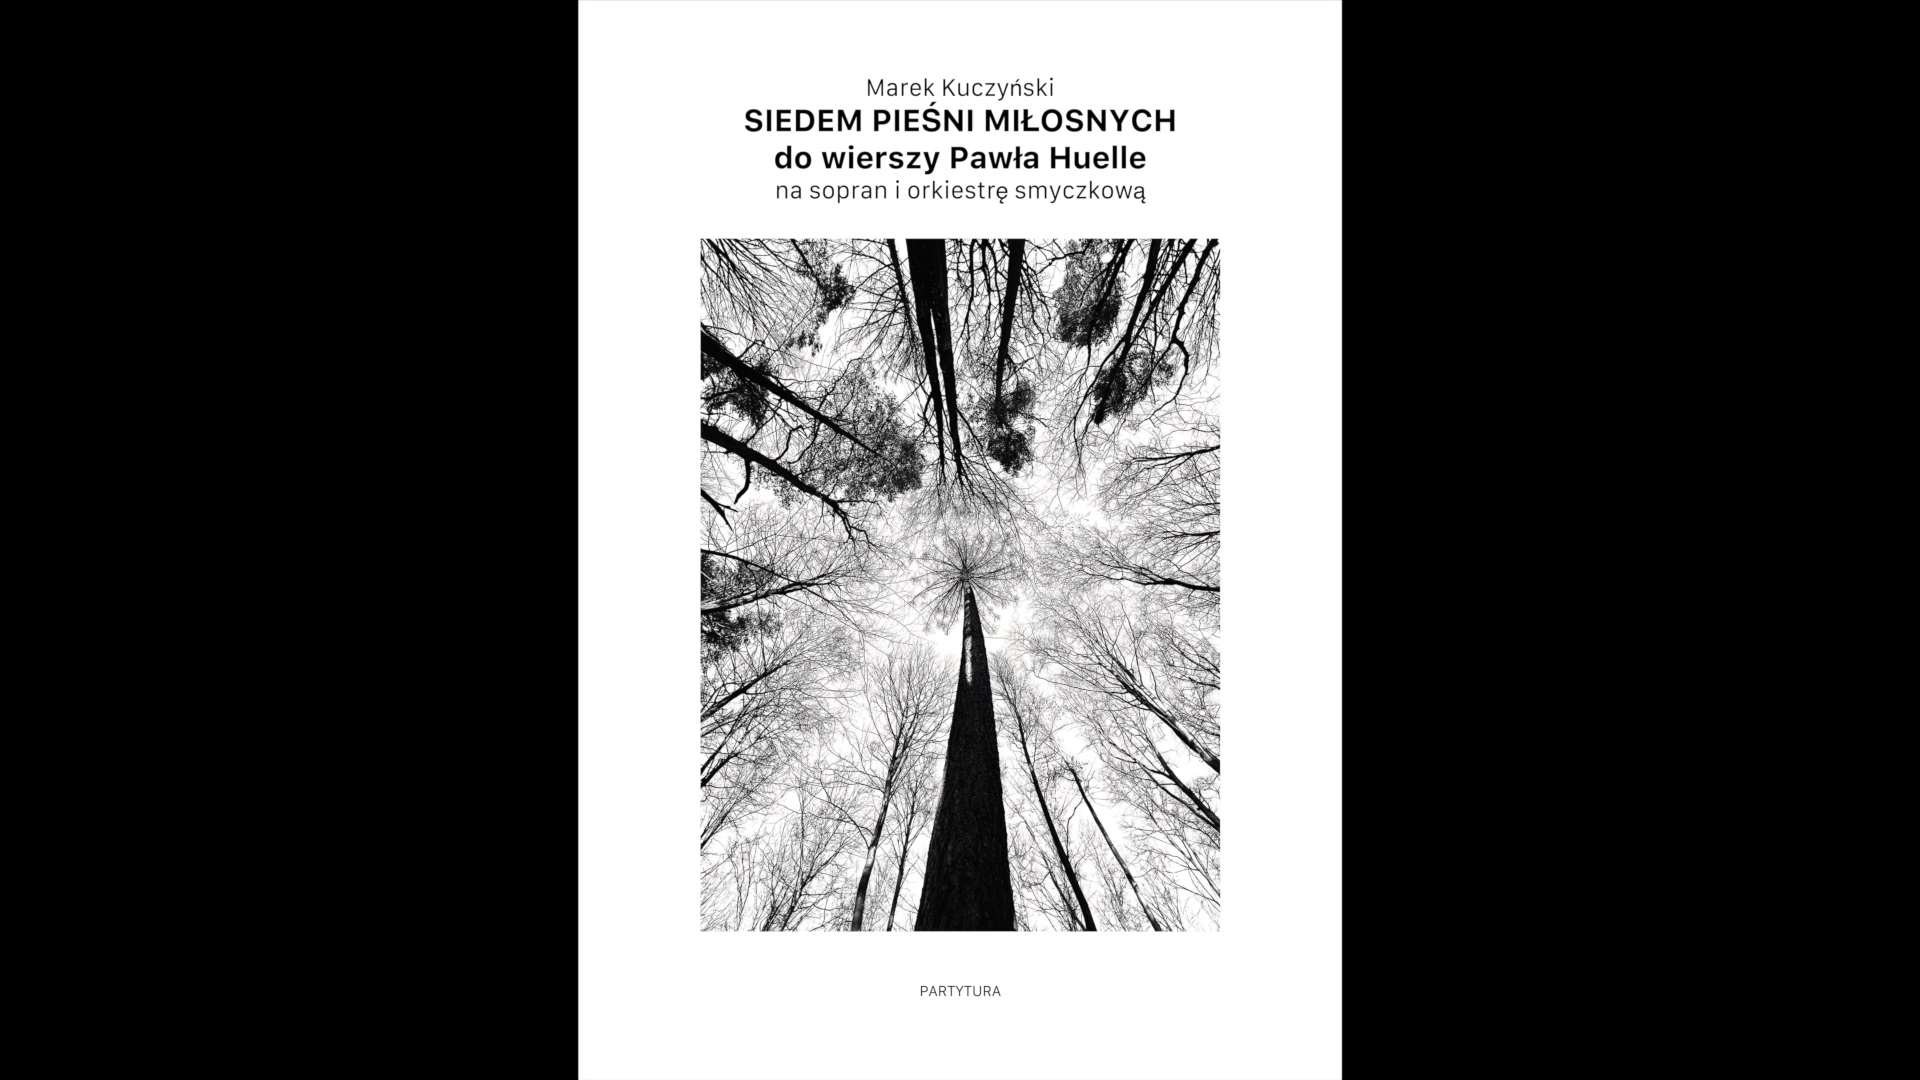 Marek Kuczyński
SIEDEM PIEŚNI MIŁOSNYCH
do wierszy Pawła Huelle
na sopran i orkiestrę smyczkową
PARTYTURA